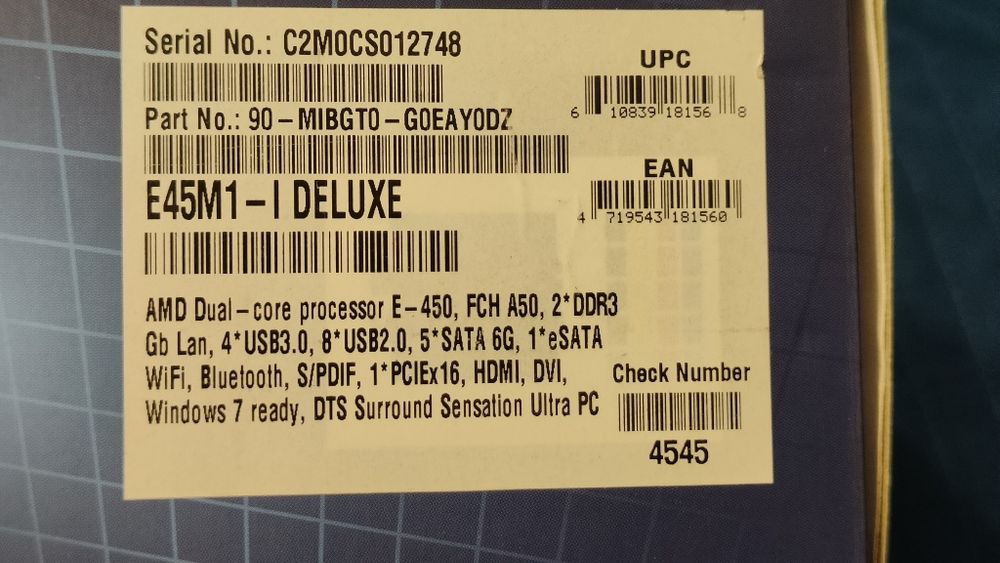 Serial No.: C2M0CS012748
UPC
6 10839 18156 8
Part No.: 90-MIBGT0-G0EAY0DZ
EAN
4 719543 181560
E45M1-I DELUXE
AMD Dual-core processor E-450, FCH A50, 2*DDR3
Gb Lan, 4*USB3.0, 8*USB2.0, 5*SATA 6G, 1*eSATA
WiFi, Bluetooth, S/PDIF, 1*PCIEx16, HDMI, DVI,
Windows 7 ready, DTS Surround Sensation Ultra PC
Check Number
4545